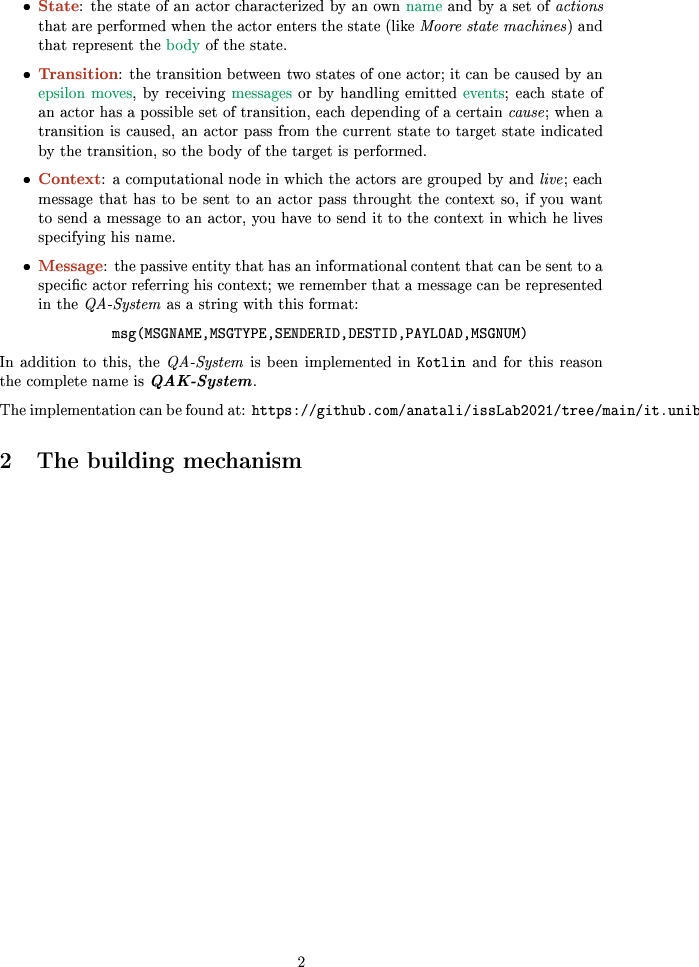 • State: the state of an actor characterized by an own name and by a set of actions
that are performed when the actor enters the state (like Moore state machines) and
that represent the body of the state.
• Transition: the transition between two states of one actor; it can be caused by an
epsilon moves, by receiving messages or by handling emitted events; each state of
an actor has a possible set of transition, each depending of a certain cause; when a
transition is caused, an actor pass from the current state to target state indicated
by the transition, so the body of the target is performed.
• Context: a computational node in which the actors are grouped by and live; each
message that has to be sent to an actor pass throught the context so, if you want
to send a message to an actor, you have to send it to the context in which he lives
specifying his name.
• Message: the passive entity that has an informational content that can be sent to a
specific actor referring his context; we remember that a message can be represented
in the QA-System as a string with this format:
msg(MSGNAME,MSGTYPE,SENDERID,DESTID,PAYLOAD,MSGNUM)
In addition to this, the QA-System is been implemented in Kotlin and for this reason
the complete name is QAK-System.
The implementation can be found at: https://github.com/anatali/issLab2021/tree/main/it.unib
2 The building mechanism
2